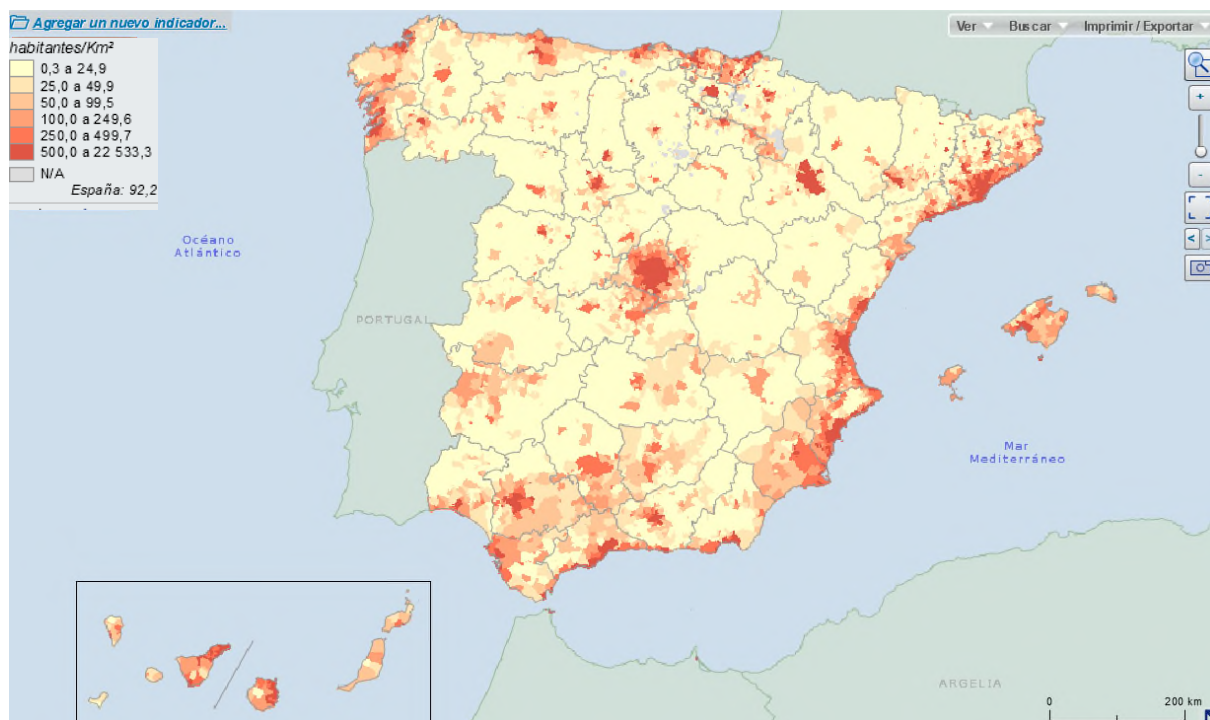 Agregar un nuevo indicador...
Ver Buscar Imprimir / Exportar
habitantes/Km²
0,3 a 24,9
25,0 a 49,9
50,0 a 99,5
100,0 a 249,6
250,0 a 499,7
500,0 a 22 533,3
N/A
España: 92,2
+
-
< >
Océano
Atlántico
PORTUGAL
Mar
Mediterráneo
ARGELIA
0 200 km